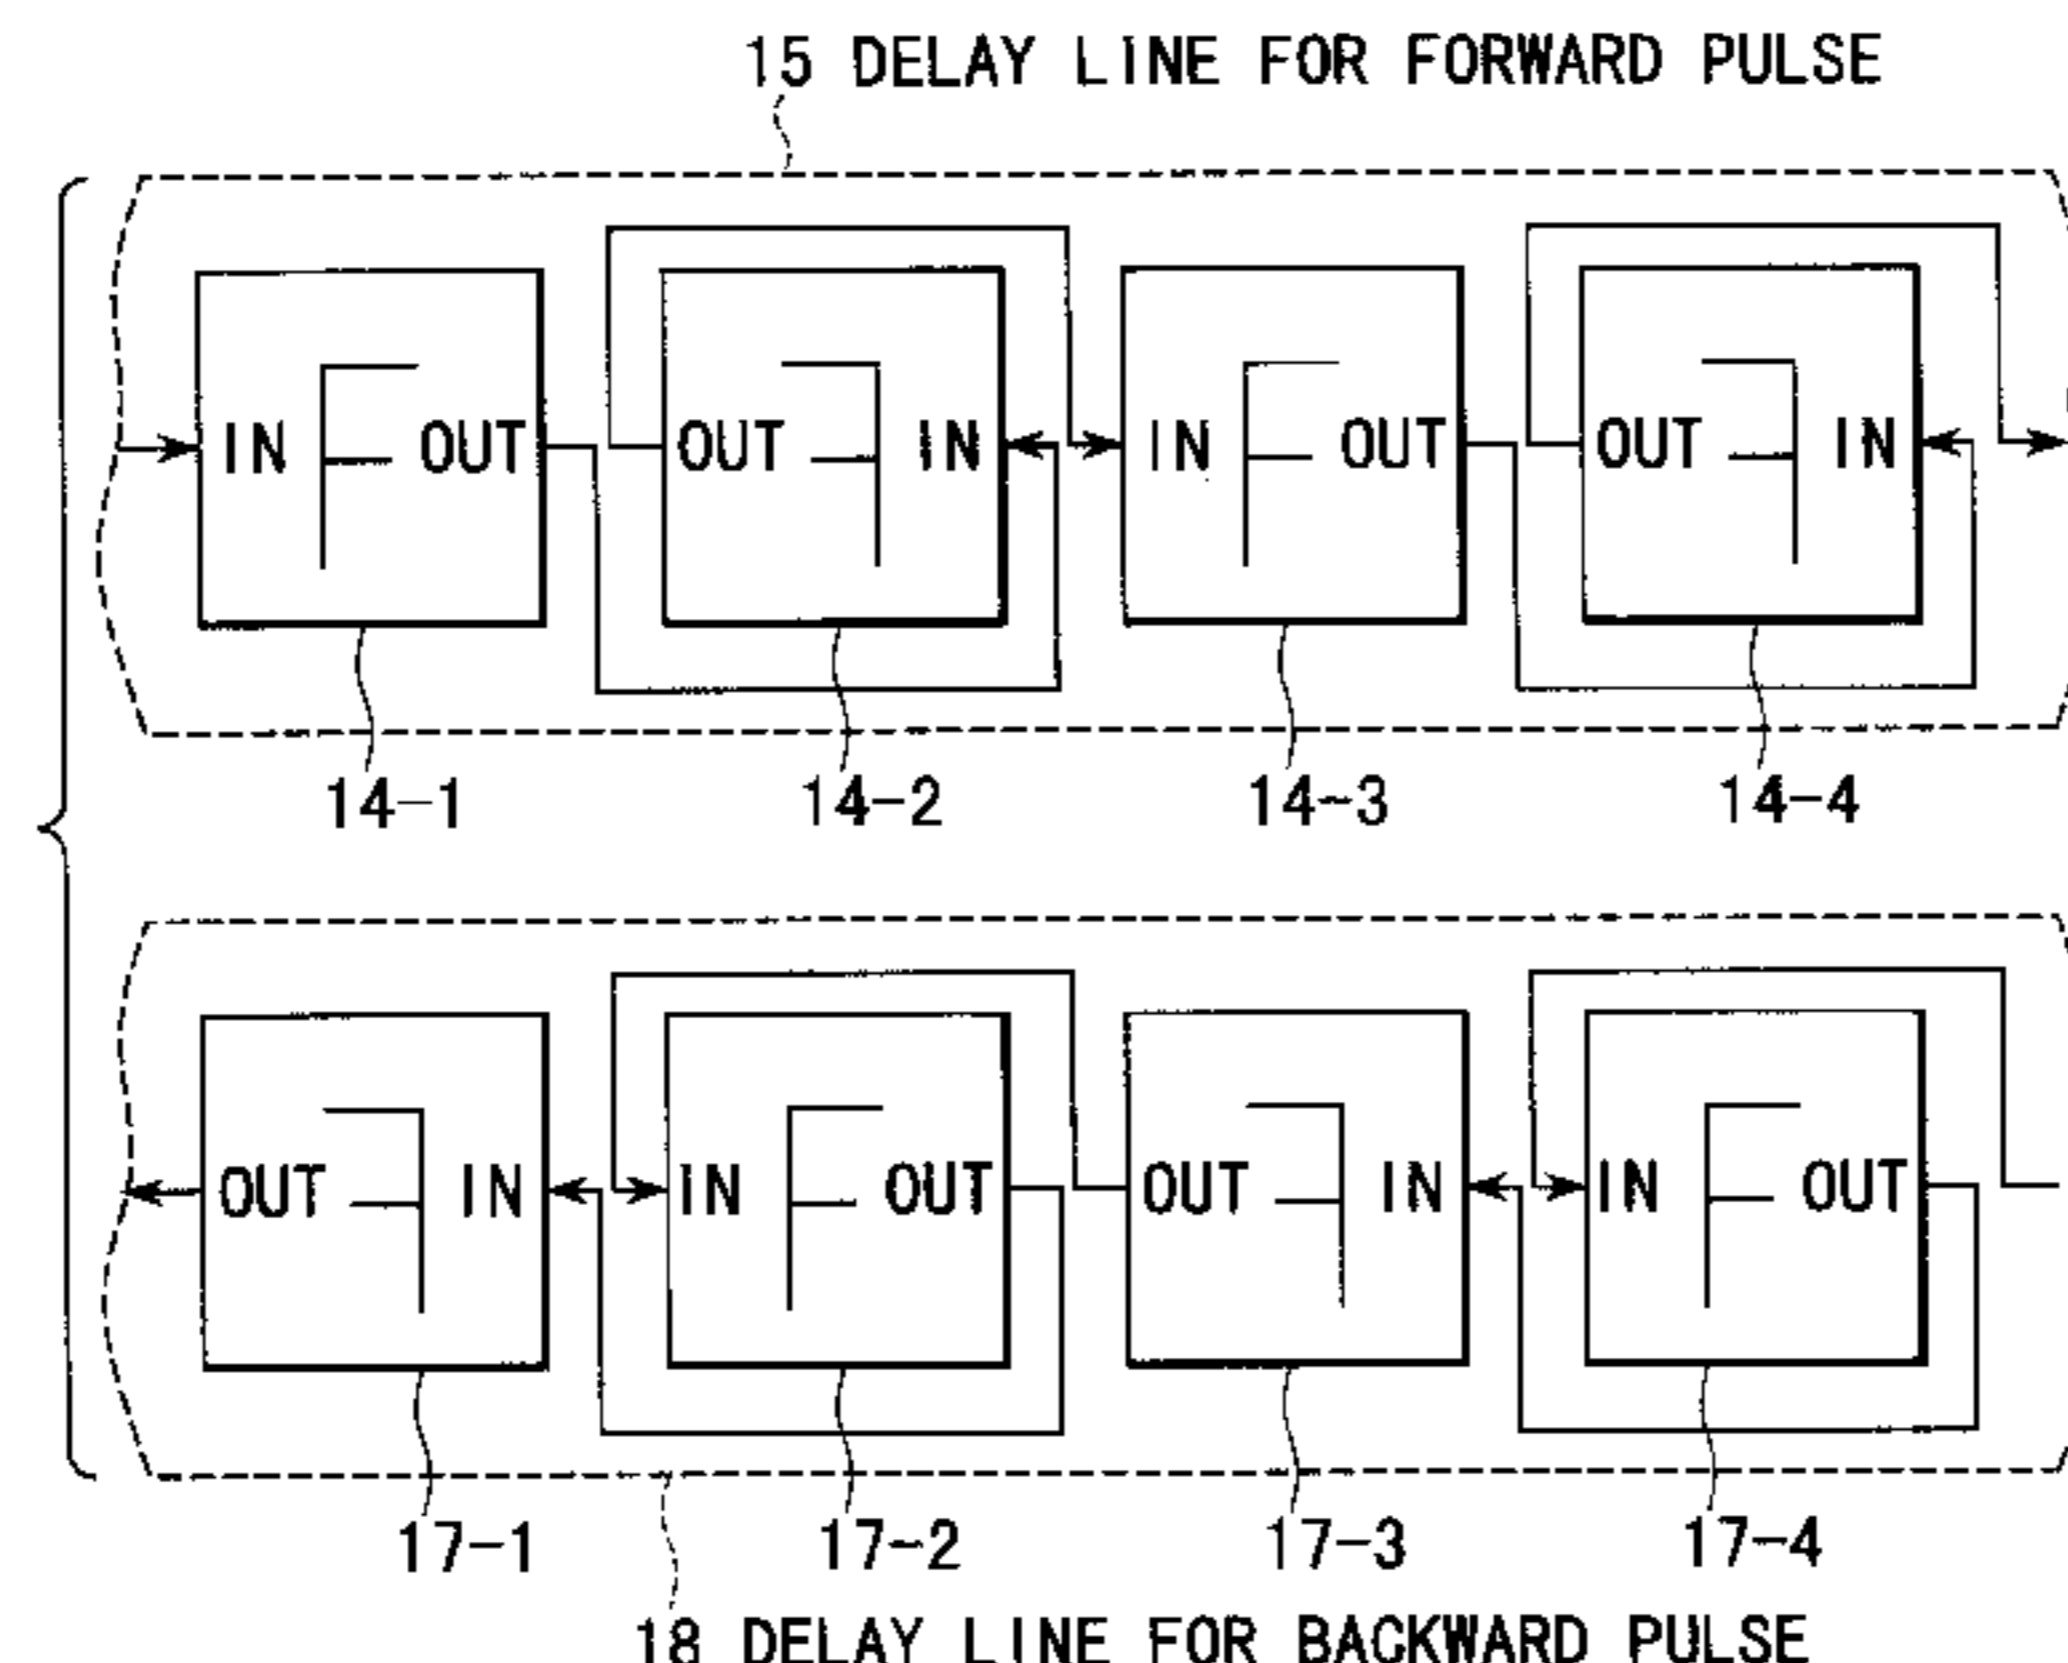 15 DELAY LINE FOR FORWARD PULSE
IN F OUT
OUT F IN
IN F OUT
OUT F IN
14-1
14-2
14-3
14-4
OUT F IN
IN F OUT
OUT F IN
IN F OUT
17-1
17-2
17-3
17-4
18 DELAY LINE FOR BACKWARD PULSE